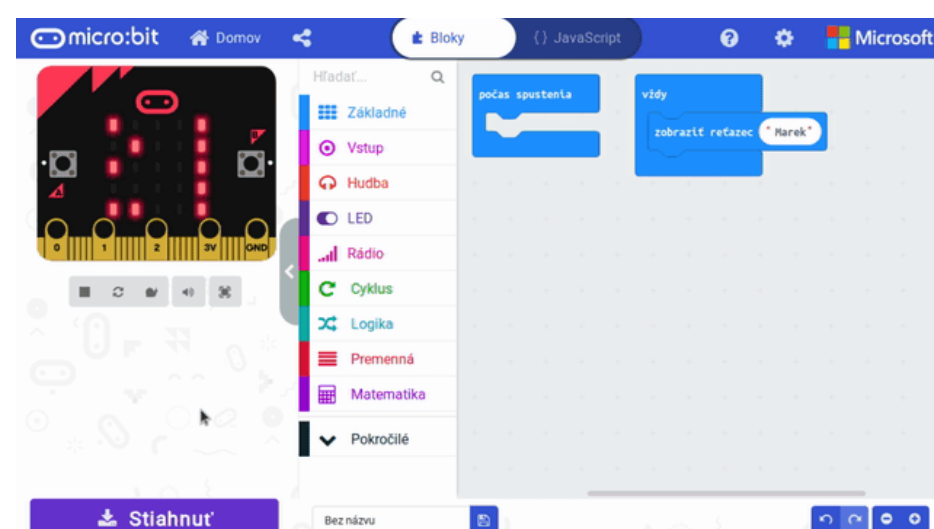 micro:bit Domov Bloky {} JavaScript ? Microsoft
Hľadať...
Základné
Vstup
Hudba
LED
Rádio
Cyklus
Logika
Premenná
Matematika
Pokročilé
počas spustenia
vždy
zobraziť reťazec "Marek"
B
A
0 1 2 3V GND
Stiahnuť
Bez názvu